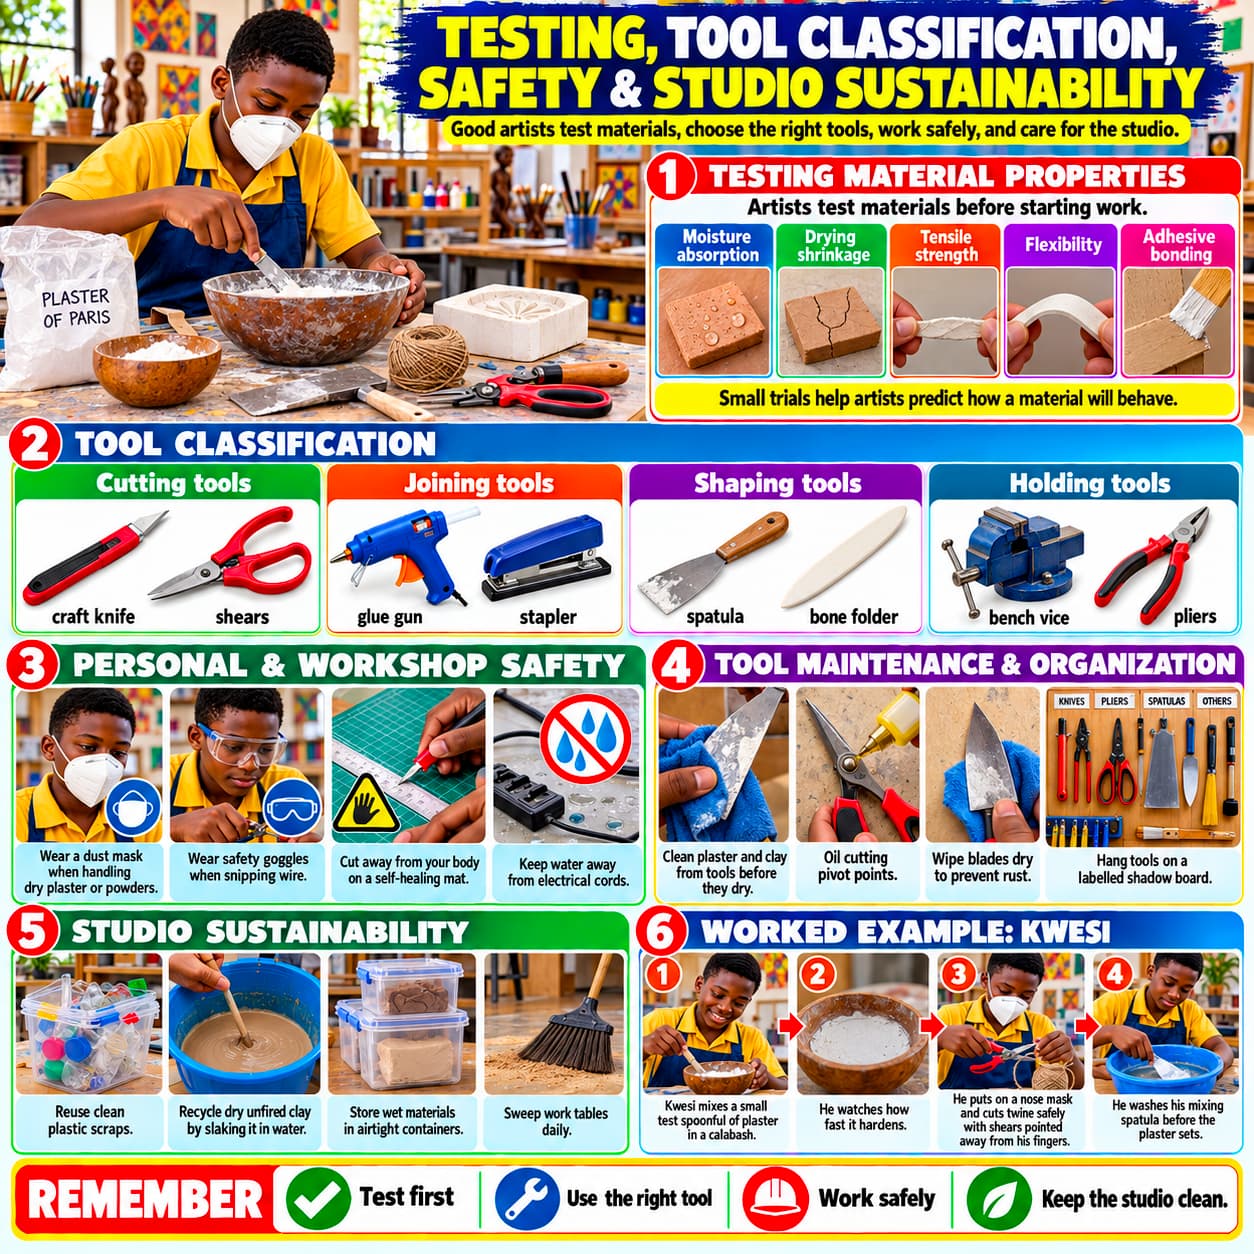 TESTING, TOOL CLASSIFICATION,
SAFETY & STUDIO SUSTAINABILITY
Good artists test materials, choose the right tools, work safely, and care for the studio.
PLASTER
OF PARIS
1 TESTING MATERIAL PROPERTIES
Artists test materials before starting work.
Moisture
absorption
Drying
shrinkage
Tensile
strength
Flexibility
Adhesive
bonding
Small trials help artists predict how a material will behave.
2 TOOL CLASSIFICATION
Cutting tools
craft knife
shears
Joining tools
glue gun
stapler
Shaping tools
spatula
bone folder
Holding tools
bench vice
pliers
3 PERSONAL & WORKSHOP SAFETY
Wear a dust mask
when handling
dry plaster or powders.
Wear safety goggles
when snipping wire.
Cut away from your body
on a self-healing mat.
Keep water away
from electrical cords.
4 TOOL MAINTENANCE & ORGANIZATION
Clean plaster and clay
from tools before
they dry.
Oil cutting
pivot points.
Wipe blades dry
to prevent rust.
KNIVES
PLIERS
SPATULAS
OTHERS
Hang tools on a
labelled shadow board.
5 STUDIO SUSTAINABILITY
Reuse clean
plastic scraps.
Recycle dry unfired clay
by slaking it in water.
Store wet materials
in airtight containers.
Sweep work tables
daily.
6 WORKED EXAMPLE: KWESI
1
Kwesi mixes a small
test spoonful of plaster
in a calabash.
2
He watches how
fast it hardens.
3
He puts on a nose mask
and cuts twine safely
with shears pointed
away from his fingers.
4
He washes his mixing
spatula before the
plaster sets.
REMEMBER
Test first
Use the right tool
Work safely
Keep the studio clean.